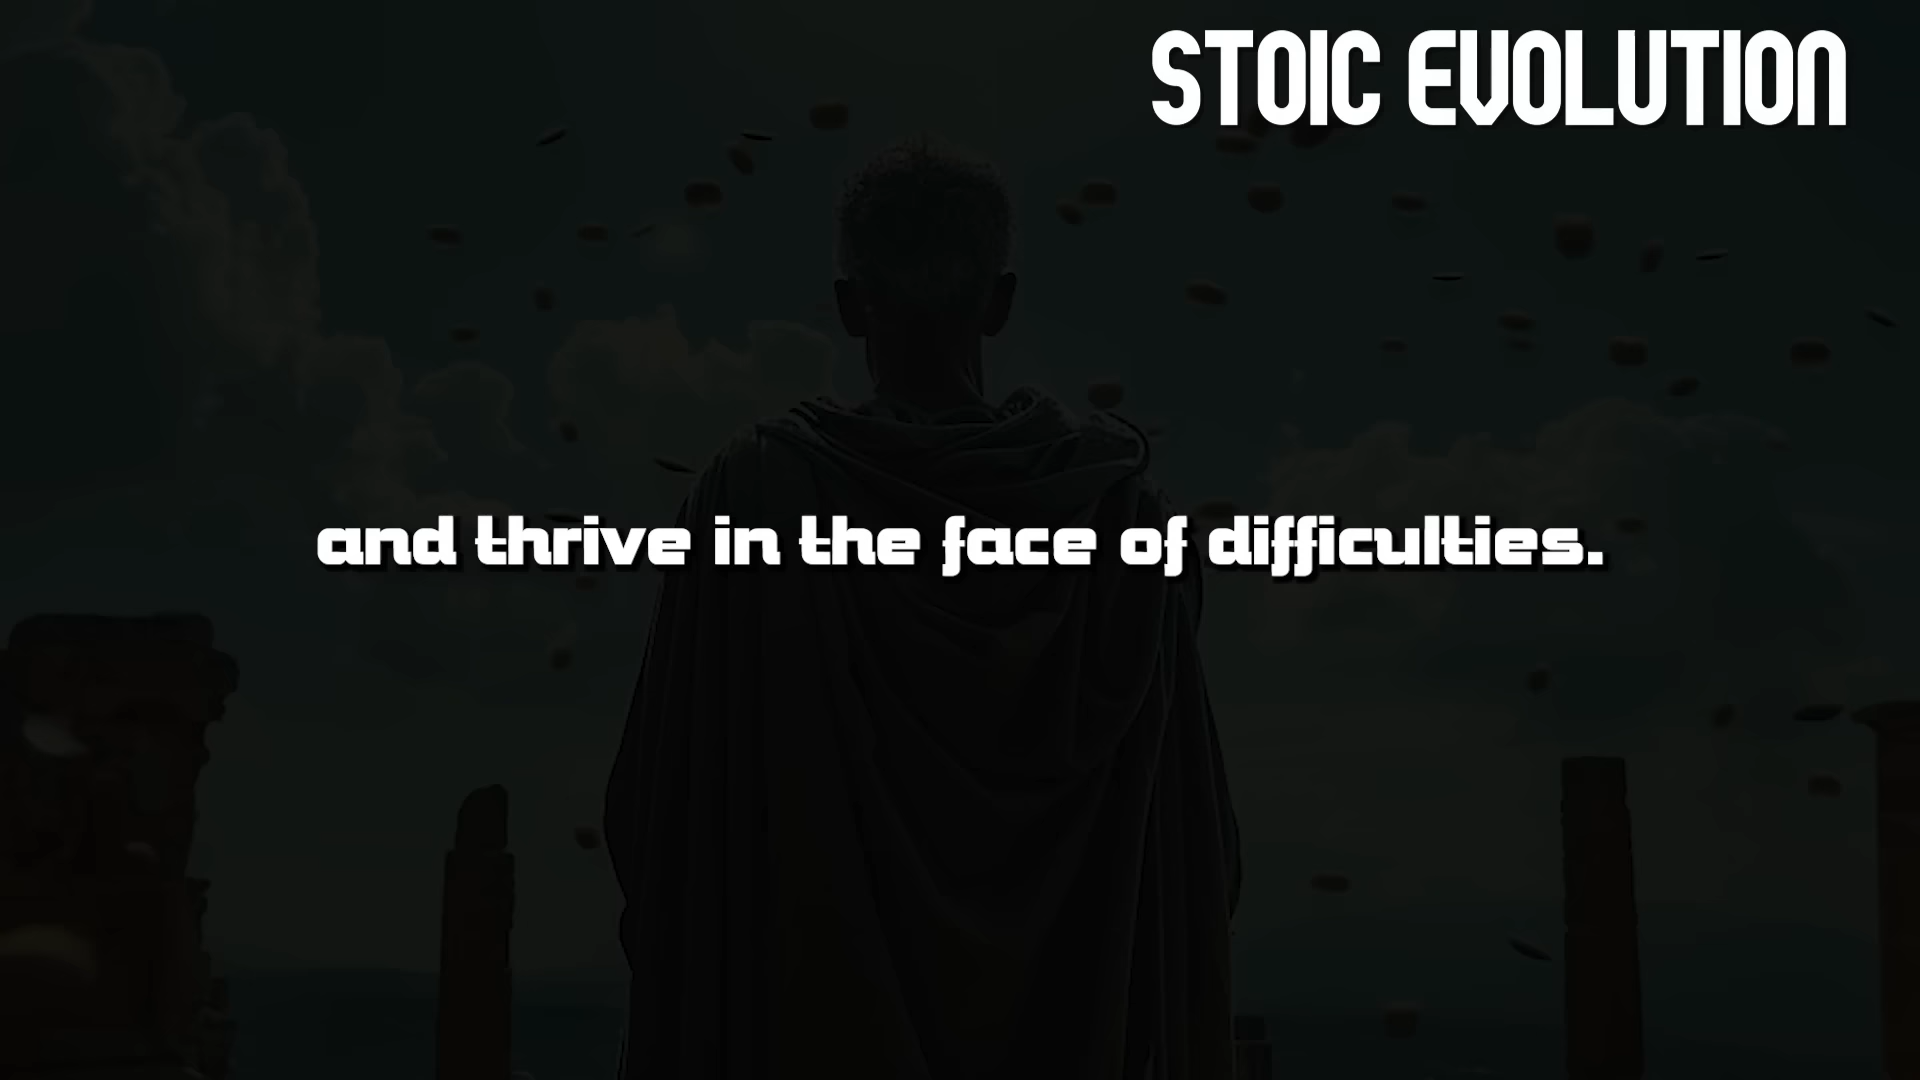 STOIC EVOLUTION
and thrive in the face of difficulties.